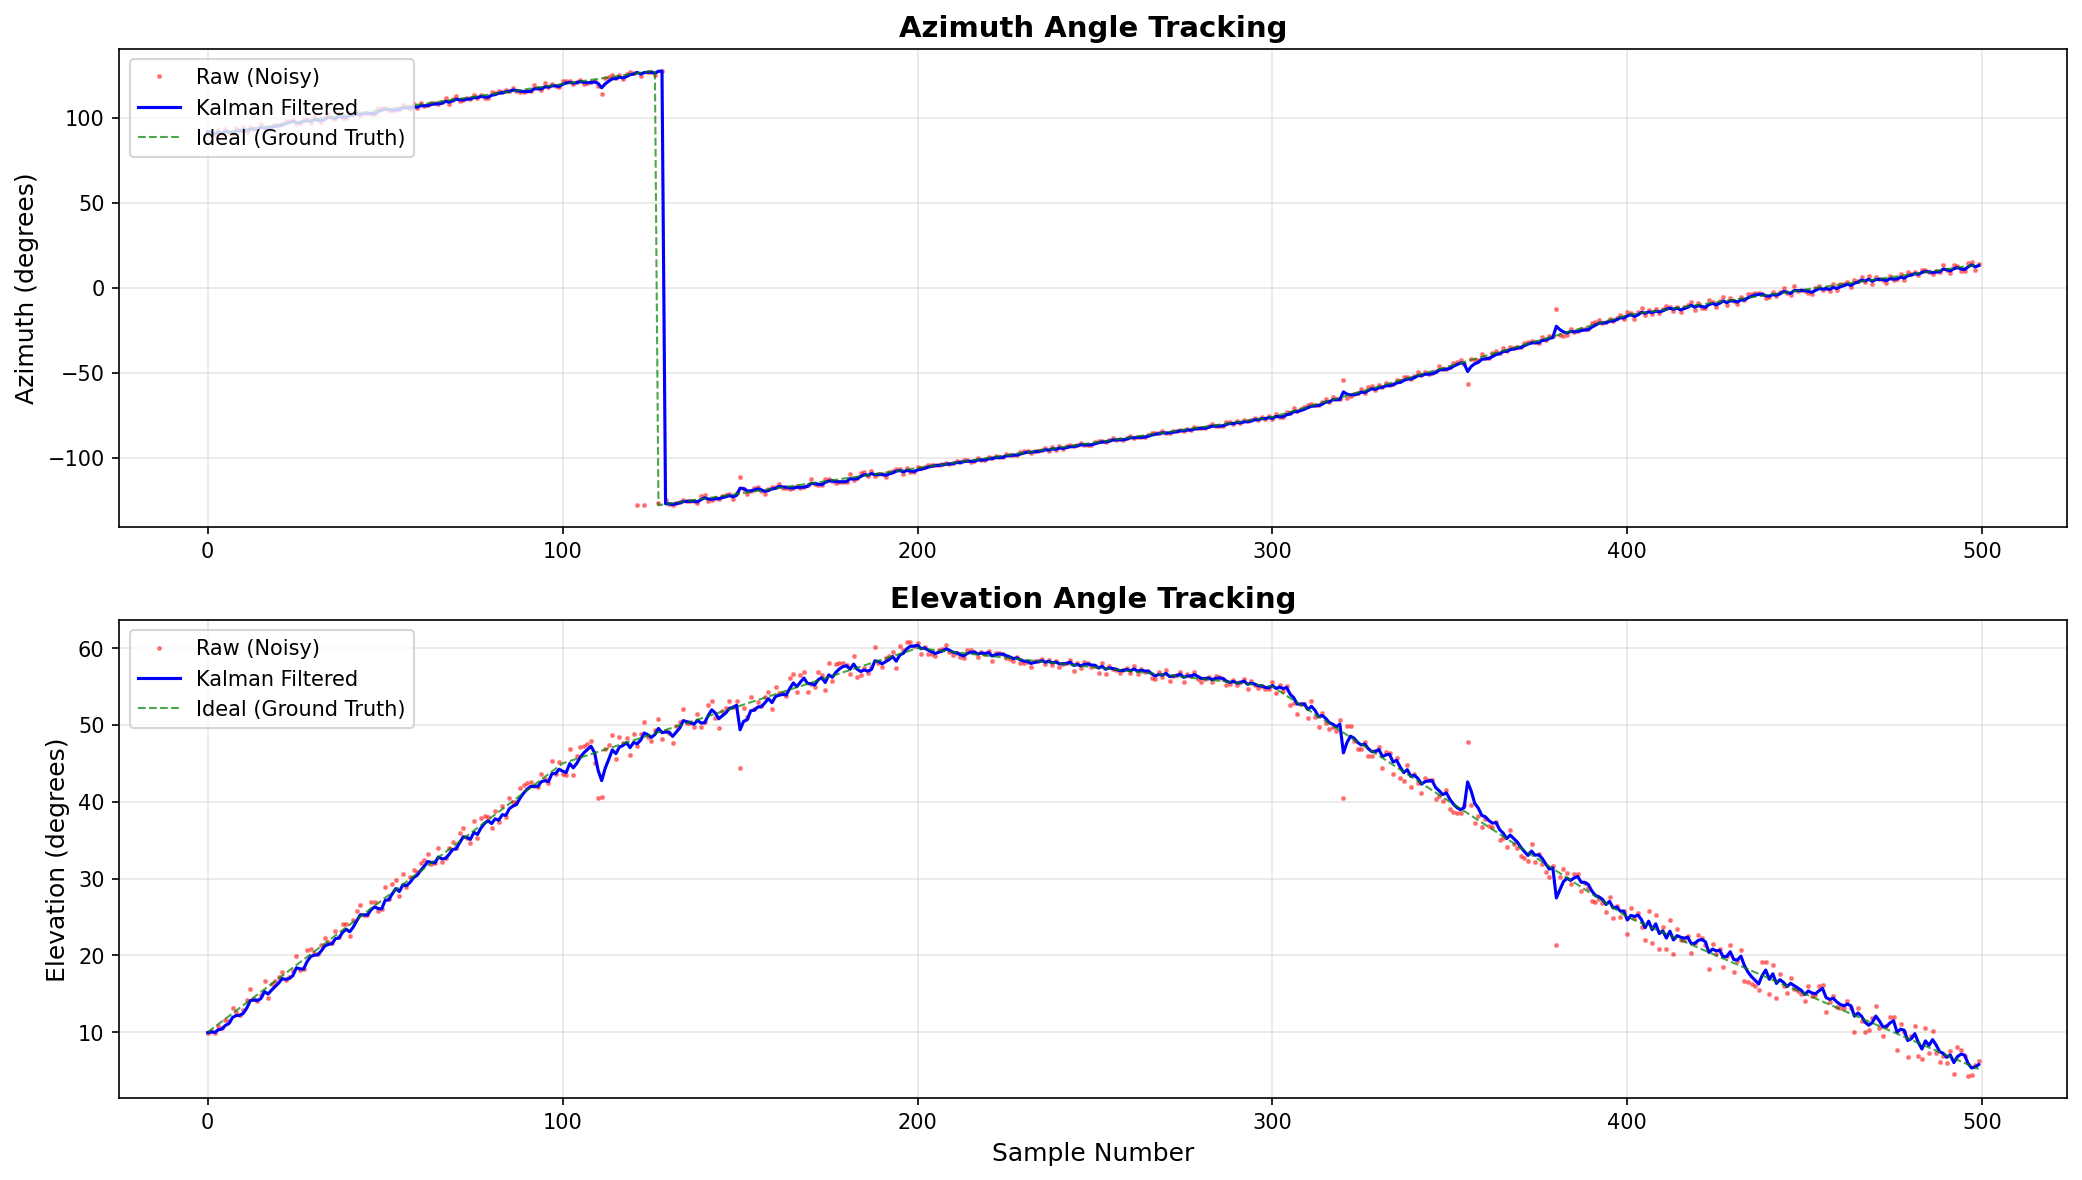 Azimuth Angle Tracking
Raw (Noisy)
Kalman Filtered
Ideal (Ground Truth)
Azimuth (degrees)
100
50
0
−50
−100
0 100 200 300 400 500
Elevation Angle Tracking
Raw (Noisy)
Kalman Filtered
Ideal (Ground Truth)
Elevation (degrees)
60
50
40
30
20
10
0 100 200 300 400 500
Sample Number